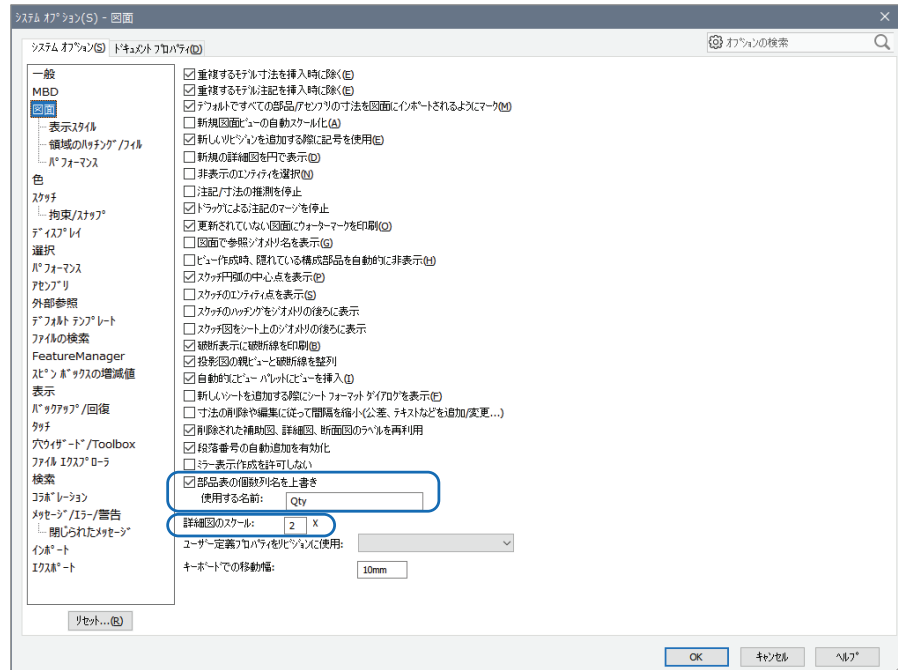 ｼｽﾃﾑ ｵﾌﾟｼｮﾝ(S) - 図面
ｼｽﾃﾑ ｵﾌﾟｼｮﾝ(S) ﾄﾞｷｭﾒﾝﾄ ﾌﾟﾛﾊﾟﾃｨ(D)
ｵﾌﾟｼｮﾝの検索
一般
MBD
図面
表示ｽﾀｲﾙ
領域のﾊｯﾁﾝｸﾞ/ﾌｨﾙ
ﾊﾟﾌｫｰﾏﾝｽ
色
ｽｹｯﾁ
拘束/ｽﾅｯﾌﾟ
ﾃﾞｨｽﾌﾟﾚｲ
選択
ﾊﾟﾌｫｰﾏﾝｽ
ｱｾﾝﾌﾞﾘ
外部参照
ﾃﾞﾌｫﾙﾄ ﾃﾝﾌﾟﾚｰﾄ
ﾌｧｲﾙの検索
FeatureManager
ｽﾋﾟﾝ ﾎﾞｯｸｽの増減値
表示
ﾊﾞｯｸｱｯﾌﾟ/回復
ﾀｯﾁ
穴ｳｨｻﾞｰﾄﾞ/Toolbox
ﾌｧｲﾙ ｴｸｽﾌﾟﾛｰﾗ
検索
ｺﾗﾎﾞﾚｰｼｮﾝ
ﾒｯｾｰｼﾞ/ｴﾗｰ/警告
閉じられたﾒｯｾｰｼﾞ
ｲﾝﾎﾟｰﾄ
ｴｸｽﾎﾟｰﾄ
ﾘｾｯﾄ...(R)
重複するﾓﾃﾞﾙ寸法を挿入時に除く(E)
重複するﾓﾃﾞﾙ注記を挿入時に除く(E)
ﾃﾞﾌｫﾙﾄですべての部品/ｱｾﾝﾌﾞﾘの寸法を図面にｲﾝﾎﾟｰﾄされるようにﾏｰｸ(M)
新規図面ﾋﾞｭｰの自動ｽｹｰﾙ化(A)
新しいﾘﾋﾞｼﾞｮﾝを追加する際に記号を使用(E)
新規の詳細図を円で表示(D)
非表示のｴﾝﾃｨﾃｨを選択(N)
注記/寸法の推測を停止
ﾄﾞﾗｯｸﾞによる注記のﾏｰｼﾞを停止
更新されていない図面にｳｫｰﾀｰﾏｰｸを印刷(O)
図面で参照ｼﾞｵﾒﾄﾘ名を表示(G)
ﾋﾞｭｰ作成時、隠れている構成部品を自動的に非表示(H)
ｽｹｯﾁ円弧の中心点を表示(P)
ｽｹｯﾁのｴﾝﾃｨﾃｨ点を表示(S)
ｽｹｯﾁのﾊｯﾁﾝｸﾞをｼﾞｵﾒﾄﾘの後ろに表示
ｽｹｯﾁ図をｼｰﾄ上のｼﾞｵﾒﾄﾘの後ろに表示
破断表示に破断線を印刷(B)
投影図の親ﾋﾞｭｰと破断線を整列
自動的にﾋﾞｭｰ ﾊﾟﾚｯﾄにﾋﾞｭｰを挿入(I)
新しいｼｰﾄを追加する際にｼｰﾄ ﾌｫｰﾏｯﾄ ﾀﾞｲｱﾛｸﾞを表示(F)
寸法の削除や編集に従って間隔を縮小(公差、ﾃｷｽﾄなどを追加/変更...)
削除された補助図、詳細図、断面図のﾗﾍﾞﾙを再利用
段落番号の自動追加を有効化
ﾐﾗｰ表示作成を許可しない
部品表の個数列名を上書き
使用する名前: Qty
詳細図のｽｹｰﾙ: 2 X
ﾕｰｻﾞｰ定義ﾌﾟﾛﾊﾟﾃｨをﾘﾋﾞｼﾞｮﾝに使用:
ｷｰﾎﾞｰﾄﾞでの移動幅: 10mm
OK ｷｬﾝｾﾙ ﾍﾙﾌﾟ